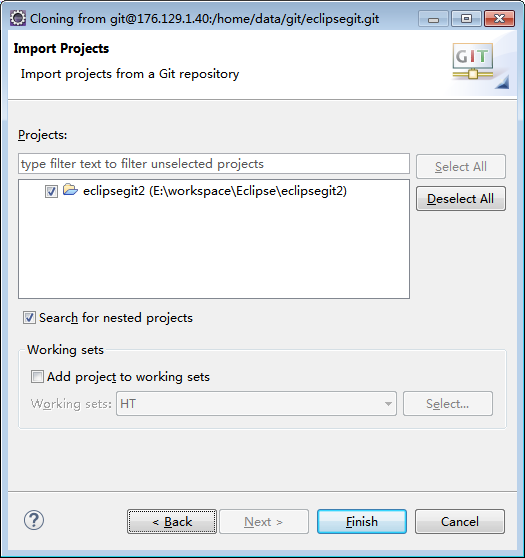 Cloning from git@176.129.1.40:/home/data/git/eclipsegit.git
Import Projects
Import projects from a Git repository
GIT
Projects:
type filter text to filter unselected projects
Select All
eclipsegit2 (E:\workspace\Eclipse\eclipsegit2)
Deselect All
Search for nested projects
Working sets
Add project to working sets
Working sets: HT Select...
? < Back Next > Finish Cancel